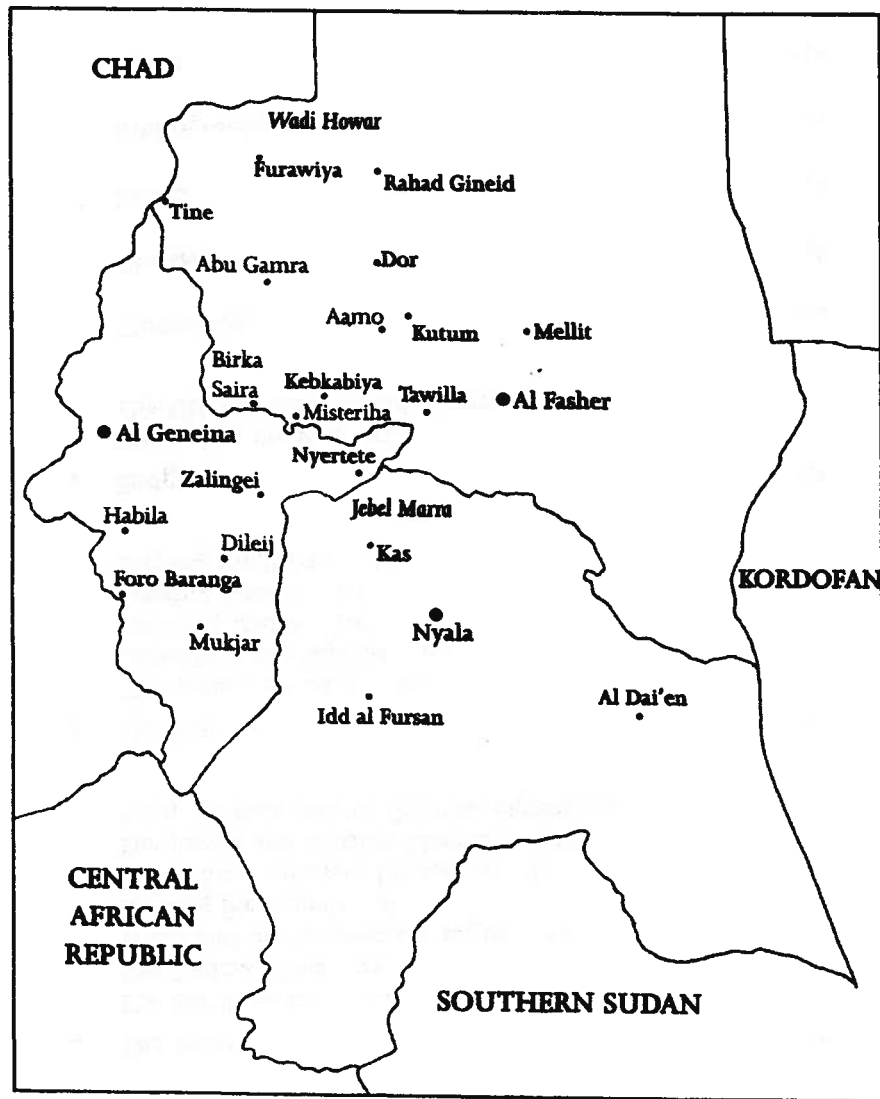 CHAD
Wadi Howar
Furawiya
Rahad Gineid
Tine
Dor
Abu Gamra
Aamo
Kutum
Mellit
Birka
Saira
Kebkabiya
Tawilla
Al Fasher
Misteriha
Al Geneina
Nyertete
Zalingei
Jebel Marra
Habila
Dileij
Kas
Foro Baranga
KORDOFAN
Nyala
Mukjar
Idd al Fursan
Al Dai'en
CENTRAL
AFRICAN
REPUBLIC
SOUTHERN SUDAN